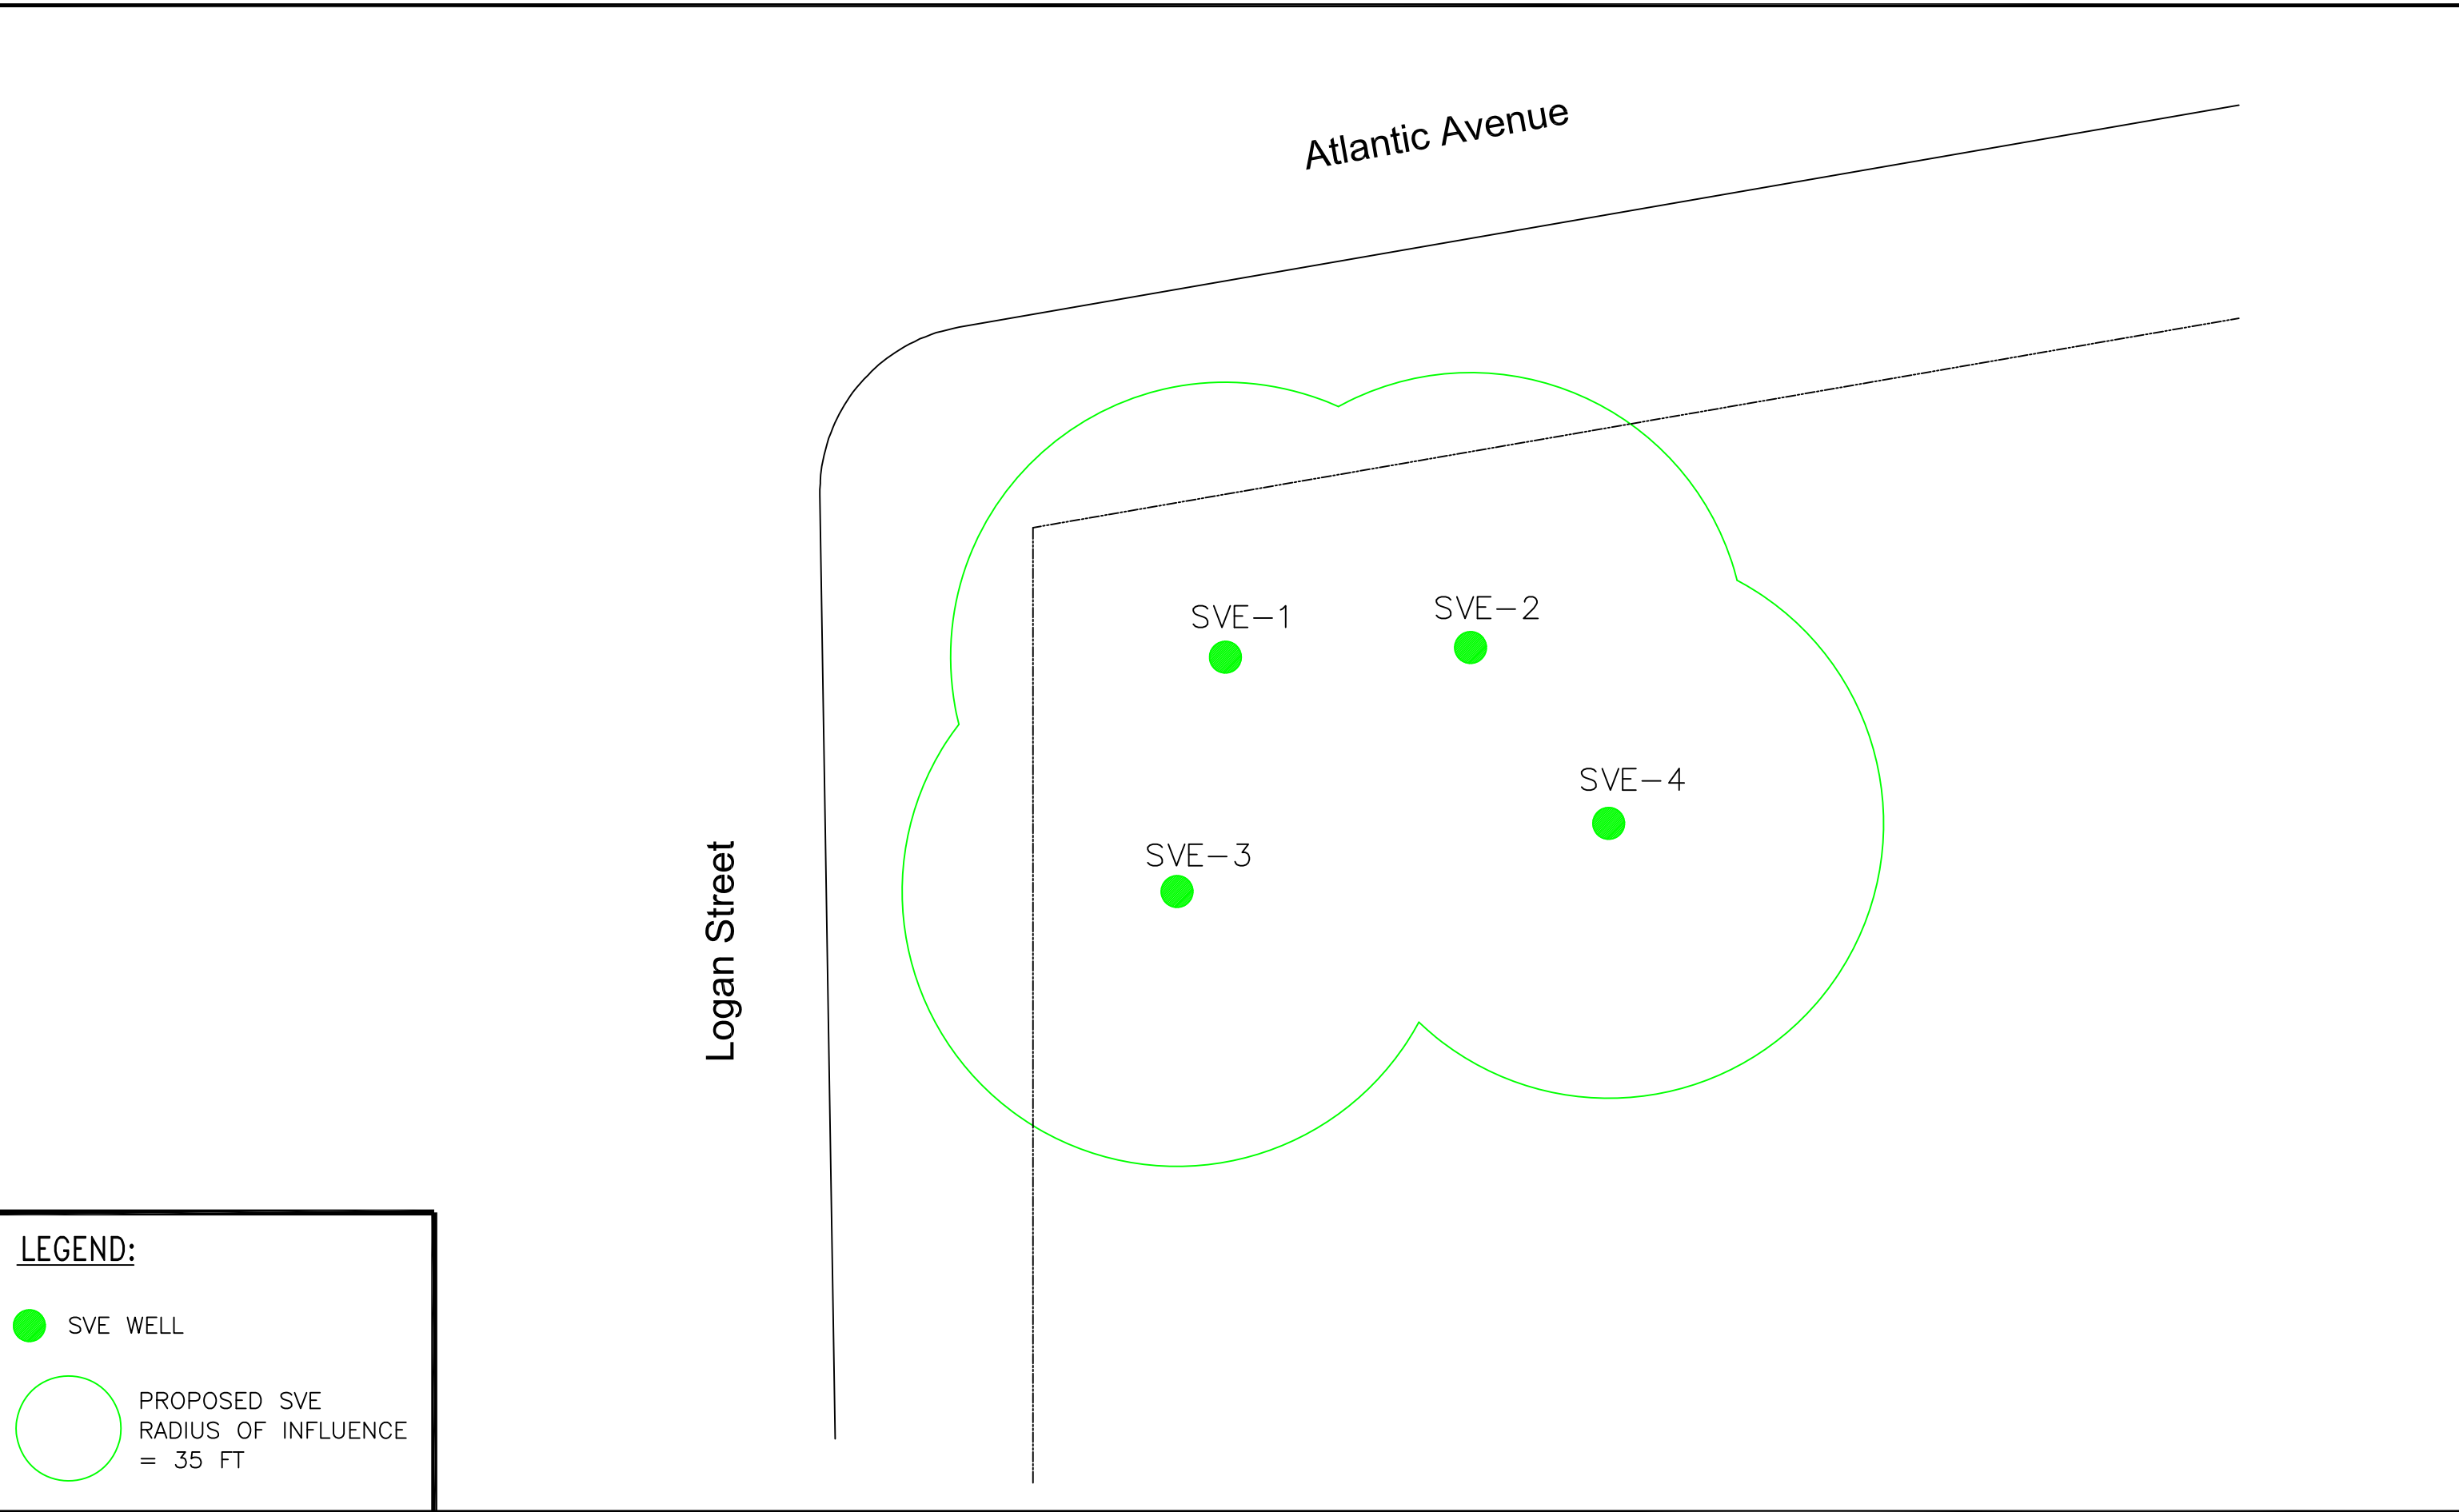 Atlantic Avenue
SVE-1
SVE-2
SVE-4
SVE-3
Logan Street
LEGEND:
SVE WELL
PROPOSED SVE
RADIUS OF INFLUENCE
= 35 FT